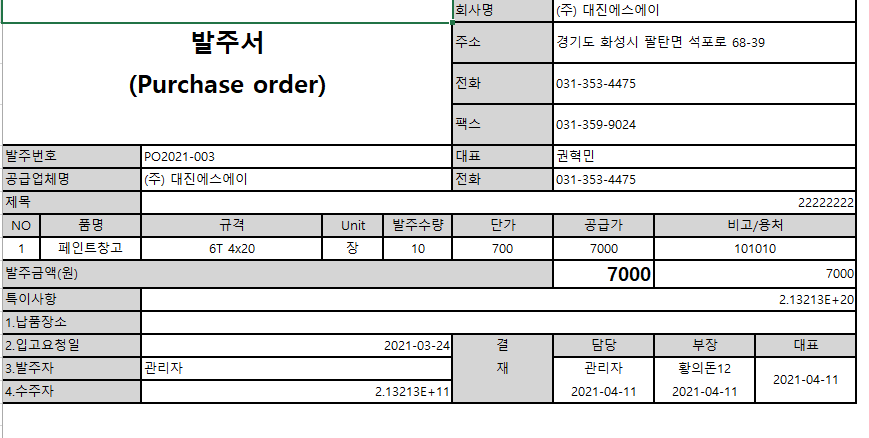 회사명 (주) 대진에스에이
발주서
(Purchase order)
주소 경기도 화성시 팔탄면 석포로 68-39
전화 031-353-4475
팩스 031-359-9024
발주번호 PO2021-003 대표 권혁민
공급업체명 (주) 대진에스에이 전화 031-353-4475
제목 22222222
NO 품명 규격 Unit 발주수량 단가 공급가 비고/용처
1 페인트창고 6T 4x20 장 10 700 7000 101010
발주금액(원) 7000 7000
특이사항 2.13213E+20
1.납품장소
2.입고요청일 2021-03-24 결 담당 부장 대표
3.발주자 관리자 재 관리자 황의돈12
2021-04-11
4.수주자 2.13213E+11 2021-04-11 2021-04-11